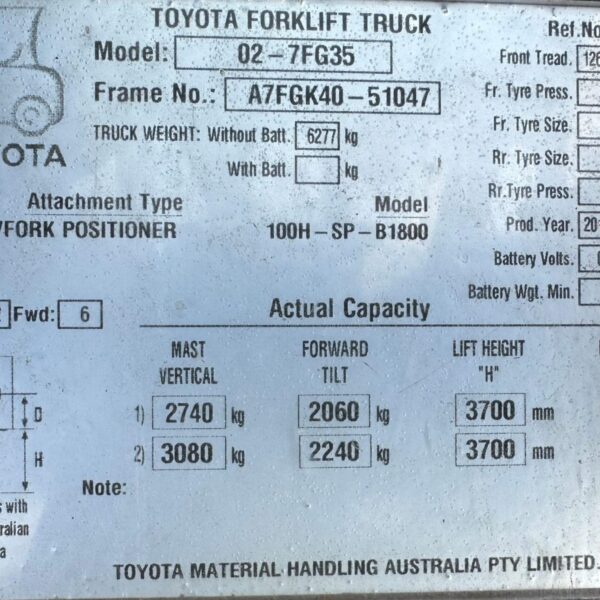 TOYOTA FORKLIFT TRUCK
Ref.No
Model: 02-7FG35
Front Tread. 126
Frame No.: A7FGK40-51047
Fr. Tyre Press.
Fr. Tyre Size.
TRUCK WEIGHT: Without Batt. 6277 kg
Rr. Tyre Size.
YOTA
With Batt. kg
Rr.Tyre Press.
Attachment Type Model
Prod. Year. 201
/FORK POSITIONER 100H-SP-B1800
Battery Volts.
Battery Wgt. Min.
Fwd: 6
Actual Capacity
MAST FORWARD LIFT HEIGHT
VERTICAL TILT "H"
1) 2740 kg 2060 kg 3700 mm
D
2) 3080 kg 2240 kg 3700 mm
H
Note:
s with
ralian
a
TOYOTA MATERIAL HANDLING AUSTRALIA PTY LIMITED.